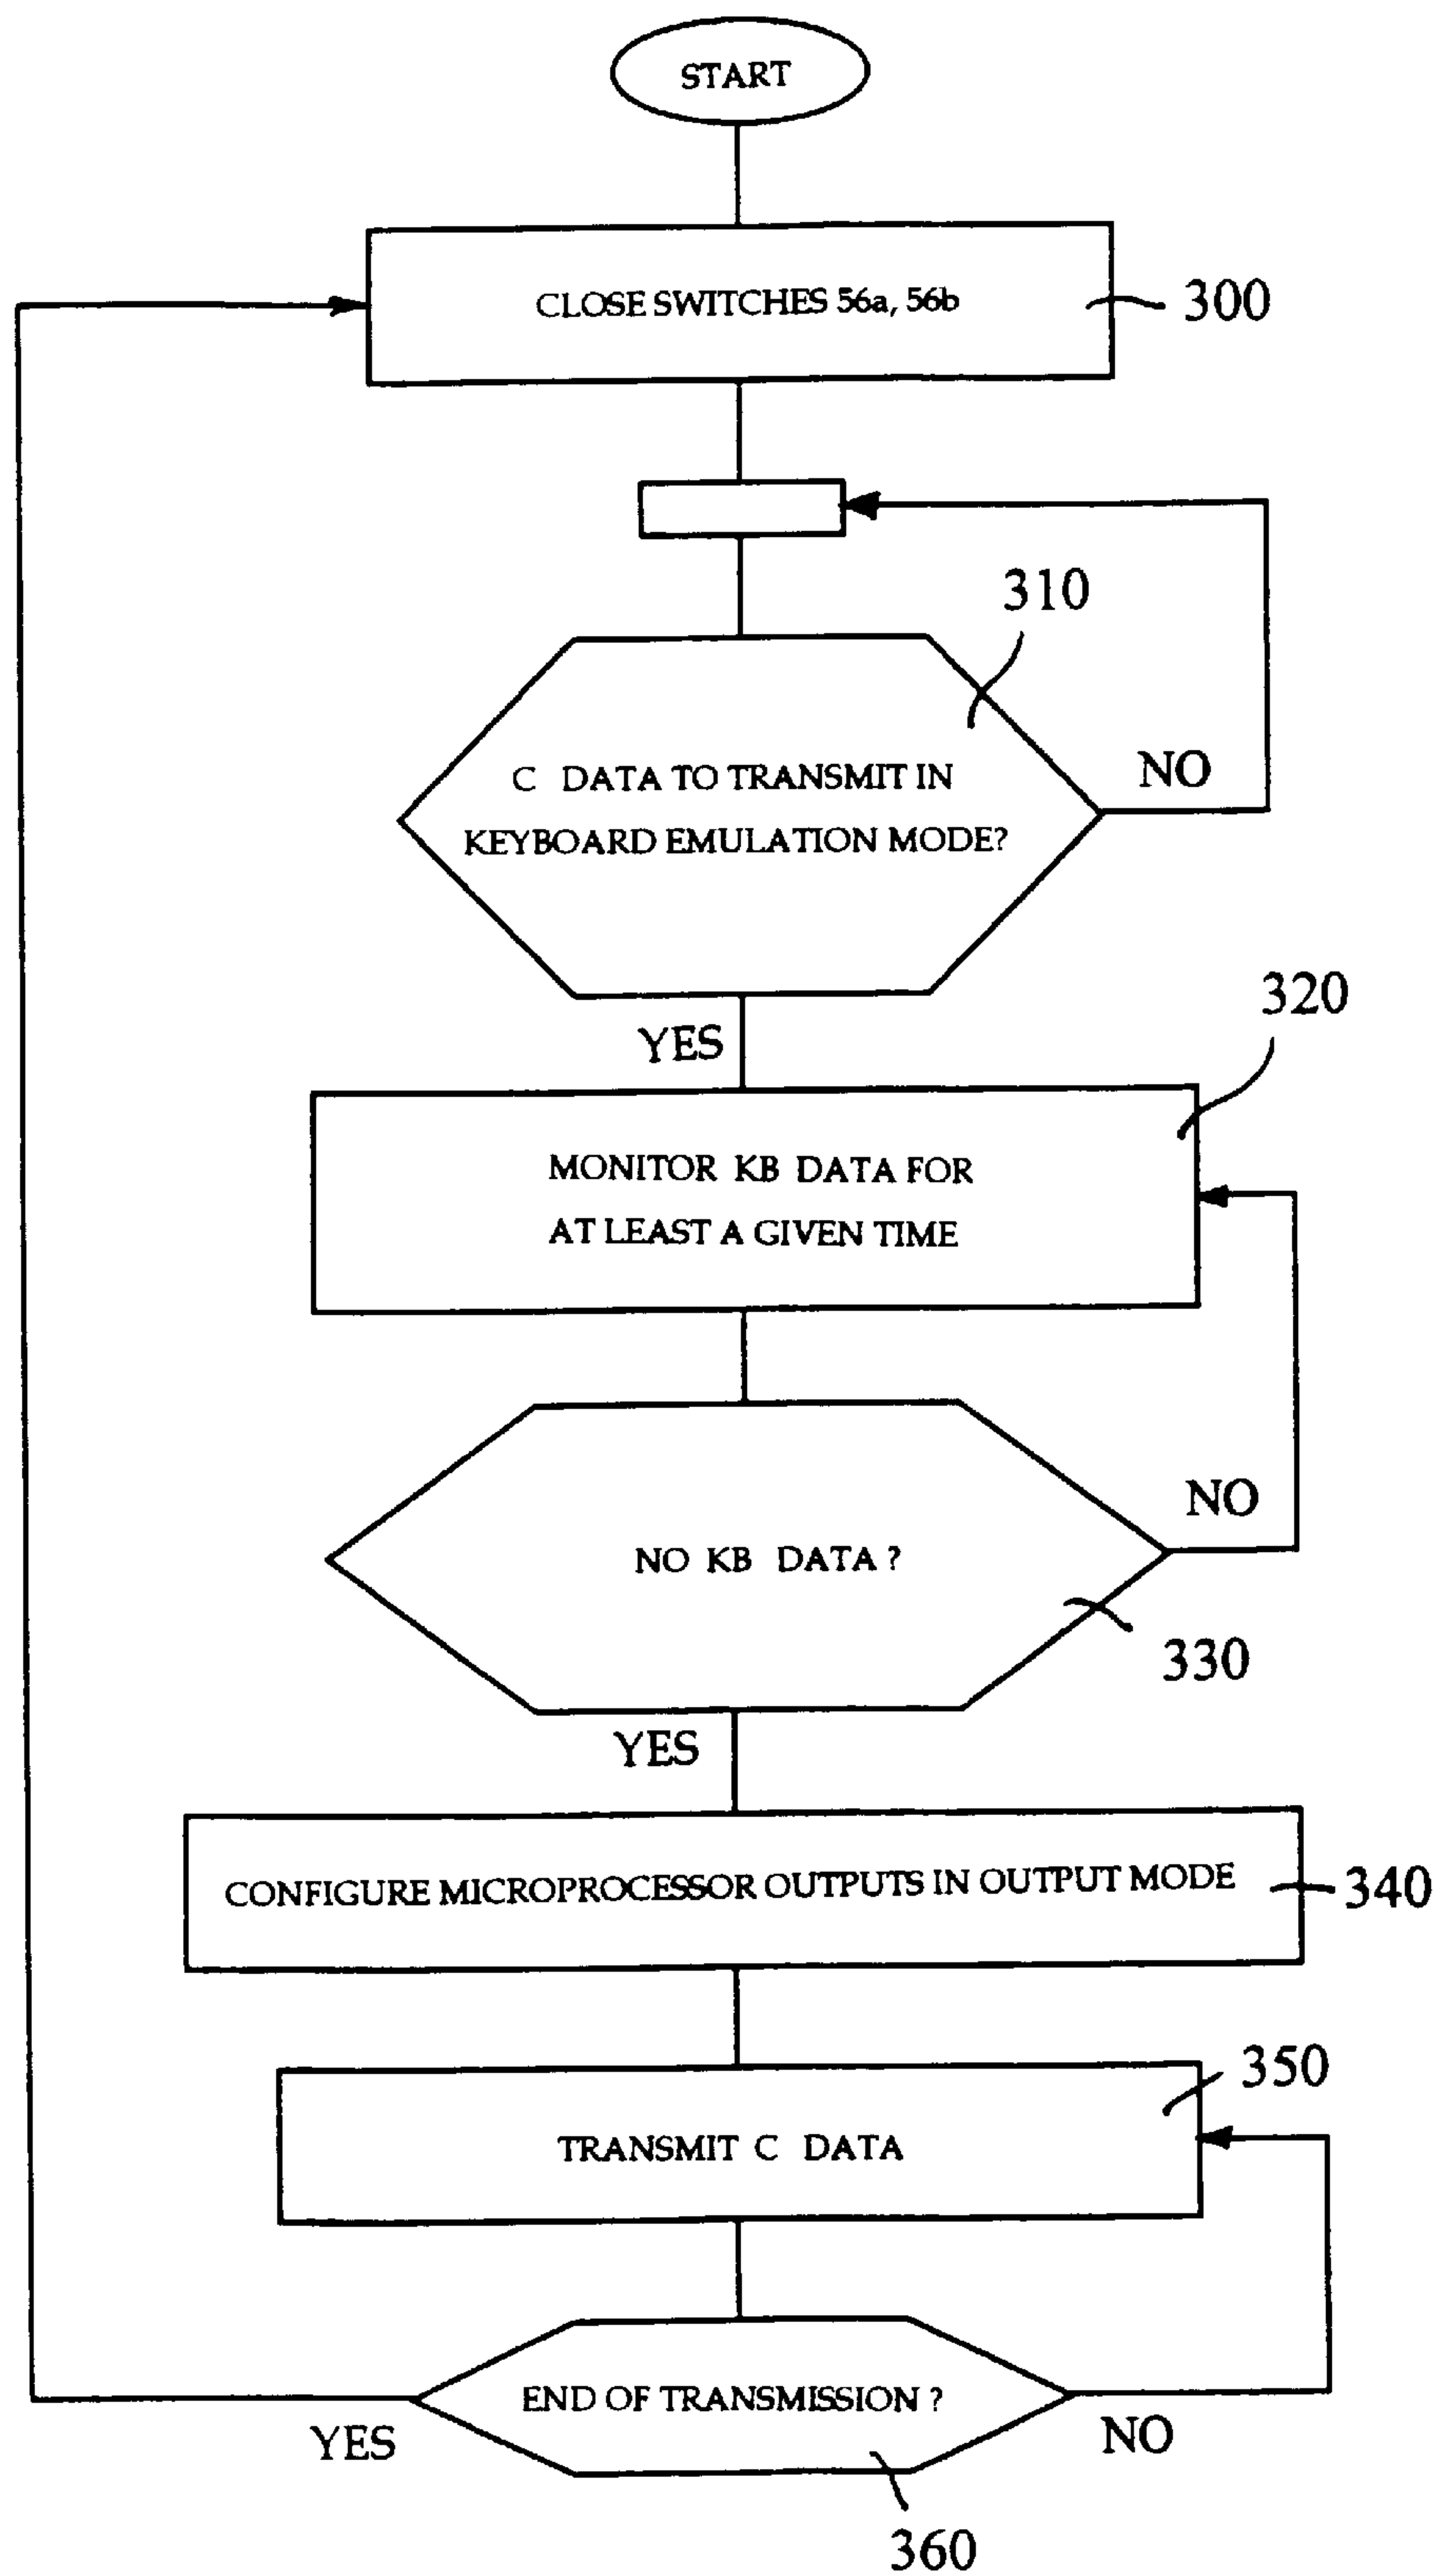 START
CLOSE SWITCHES 56a, 56b
300
310
C DATA TO TRANSMIT IN
KEYBOARD EMULATION MODE?
NO
YES
320
MONITOR KB DATA FOR
AT LEAST A GIVEN TIME
NO KB DATA ?
NO
330
YES
CONFIGURE MICROPROCESSOR OUTPUTS IN OUTPUT MODE
340
350
TRANSMIT C DATA
END OF TRANSMISSION ?
YES
NO
360